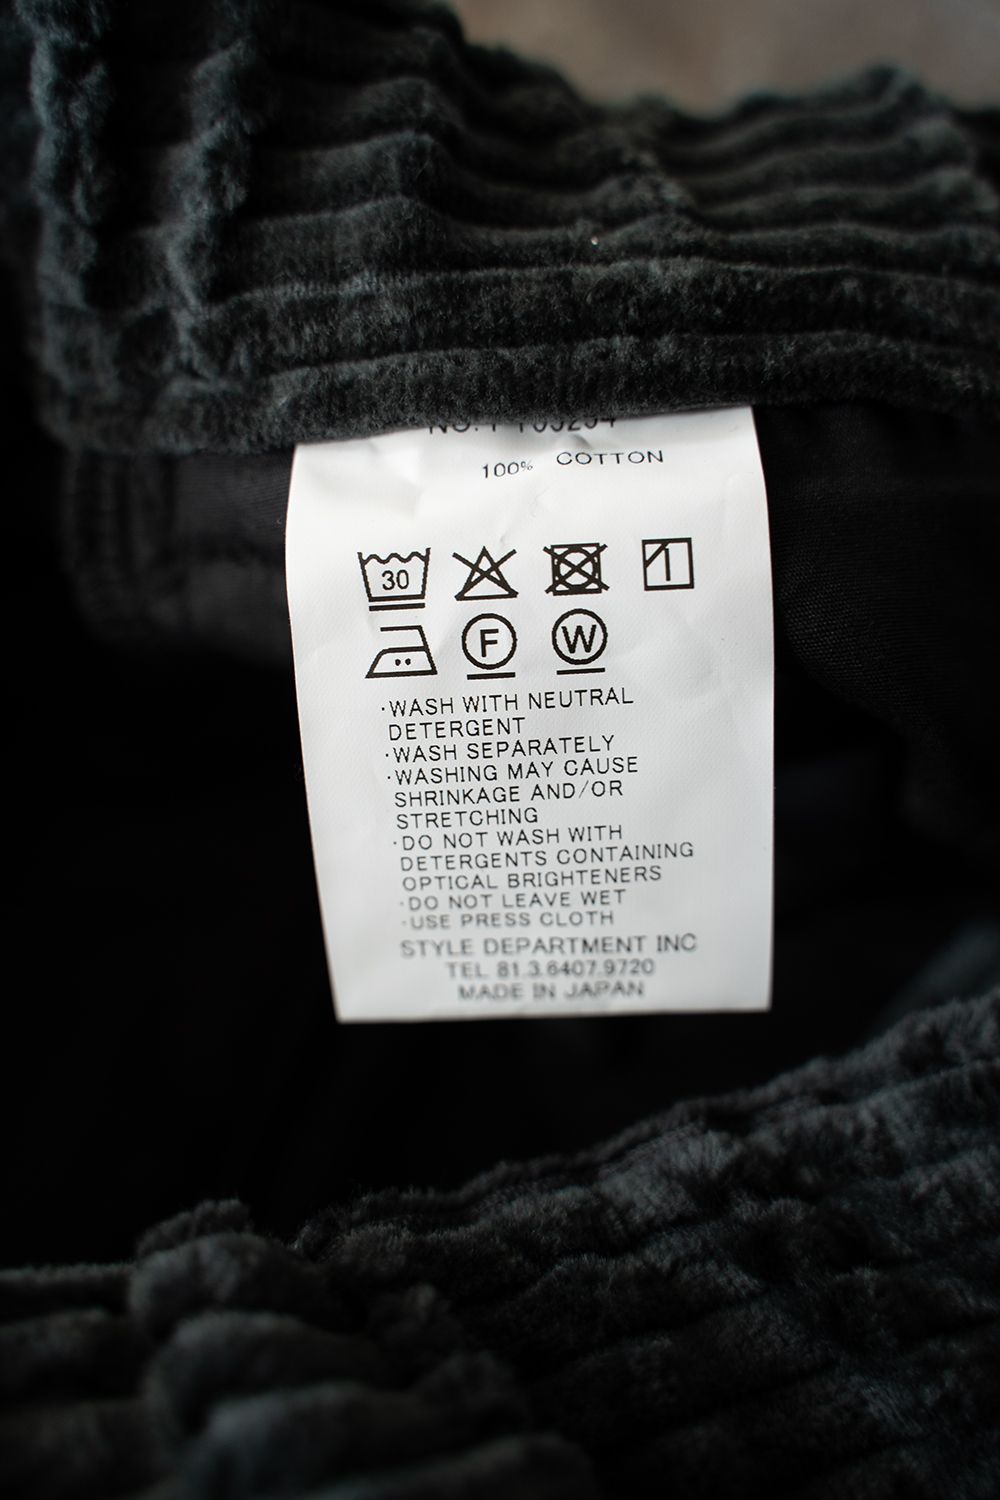 100% COTTON
30
F W
·WASH WITH NEUTRAL
DETERGENT
·WASH SEPARATELY
·WASHING MAY CAUSE
SHRINKAGE AND/OR
STRETCHING
·DO NOT WASH WITH
DETERGENTS CONTAINING
OPTICAL BRIGHTENERS
·DO NOT LEAVE WET
·USE PRESS CLOTH
STYLE DEPARTMENT INC
TEL 81.3.6407.9720
MADE IN JAPAN